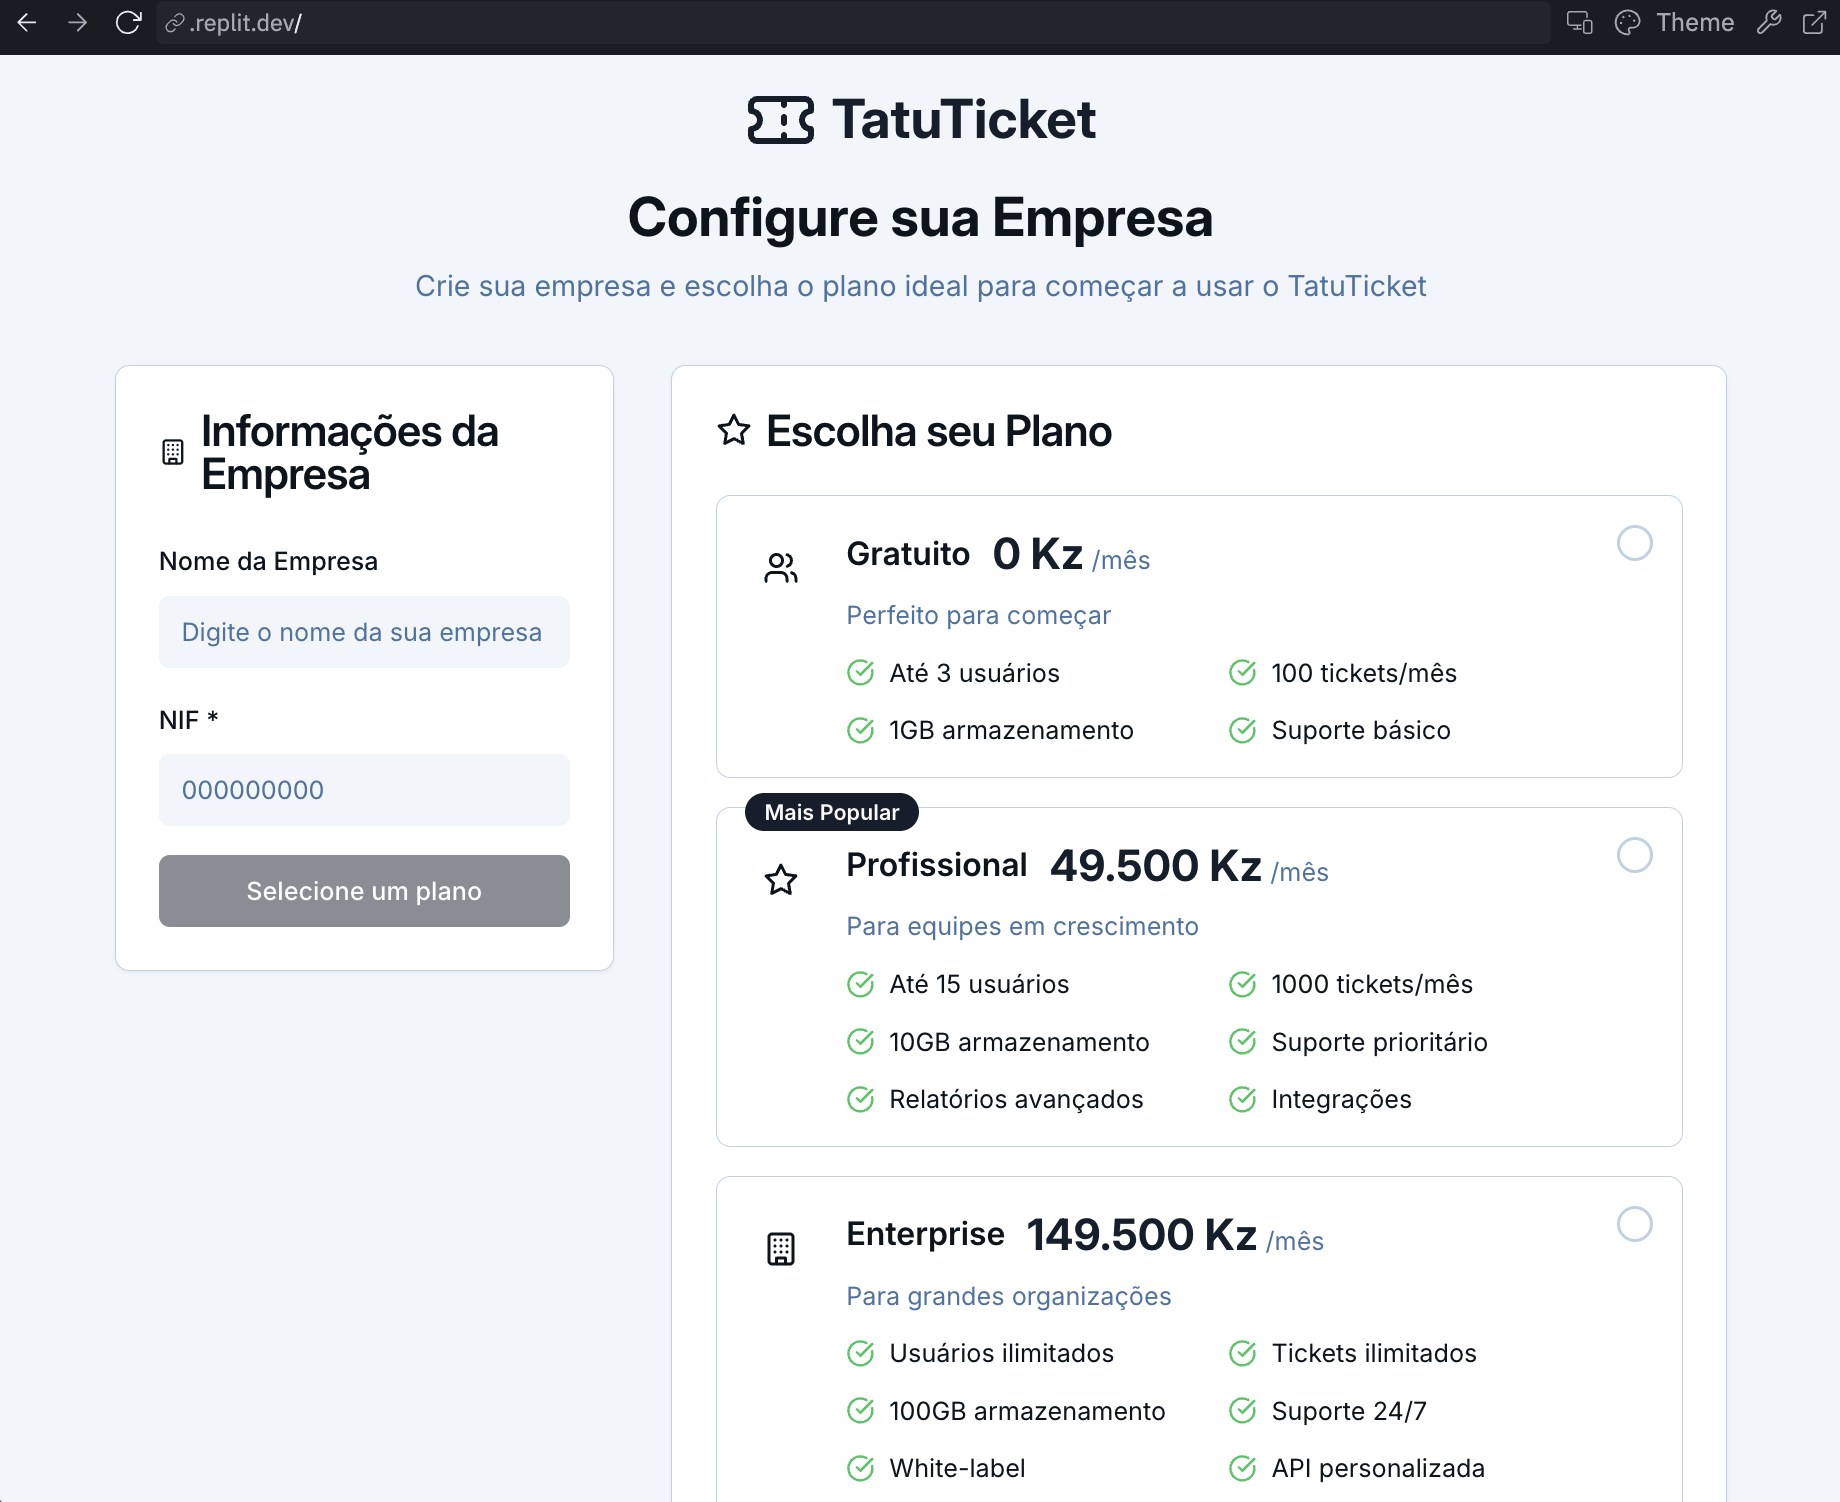 .replit.dev/
Theme
TatuTicket
Configure sua Empresa
Crie sua empresa e escolha o plano ideal para começar a usar o TatuTicket
Informações da
Empresa
Nome da Empresa
Digite o nome da sua empresa
NIF *
000000000
Selecione um plano
Escolha seu Plano
Gratuito 0 Kz /mês
Perfeito para começar
Até 3 usuários
100 tickets/mês
1GB armazenamento
Suporte básico
Mais Popular
Profissional 49.500 Kz /mês
Para equipes em crescimento
Até 15 usuários
1000 tickets/mês
10GB armazenamento
Suporte prioritário
Relatórios avançados
Integrações
Enterprise 149.500 Kz /mês
Para grandes organizações
Usuários ilimitados
Tickets ilimitados
100GB armazenamento
Suporte 24/7
White-label
API personalizada